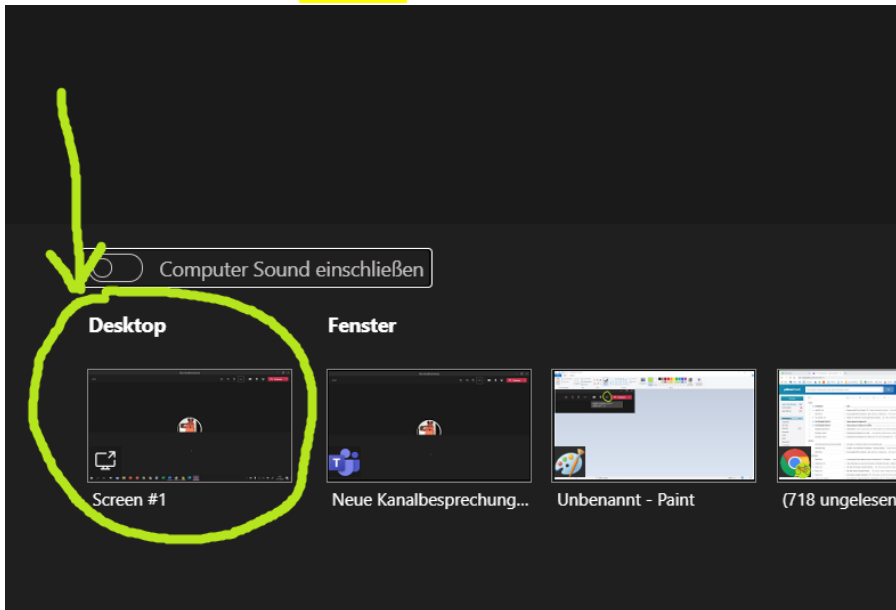 Computer Sound einschließen
Desktop
Fenster
Screen #1
Neue Kanalbesprechung...
Unbenannt - Paint
(718 ungelesen